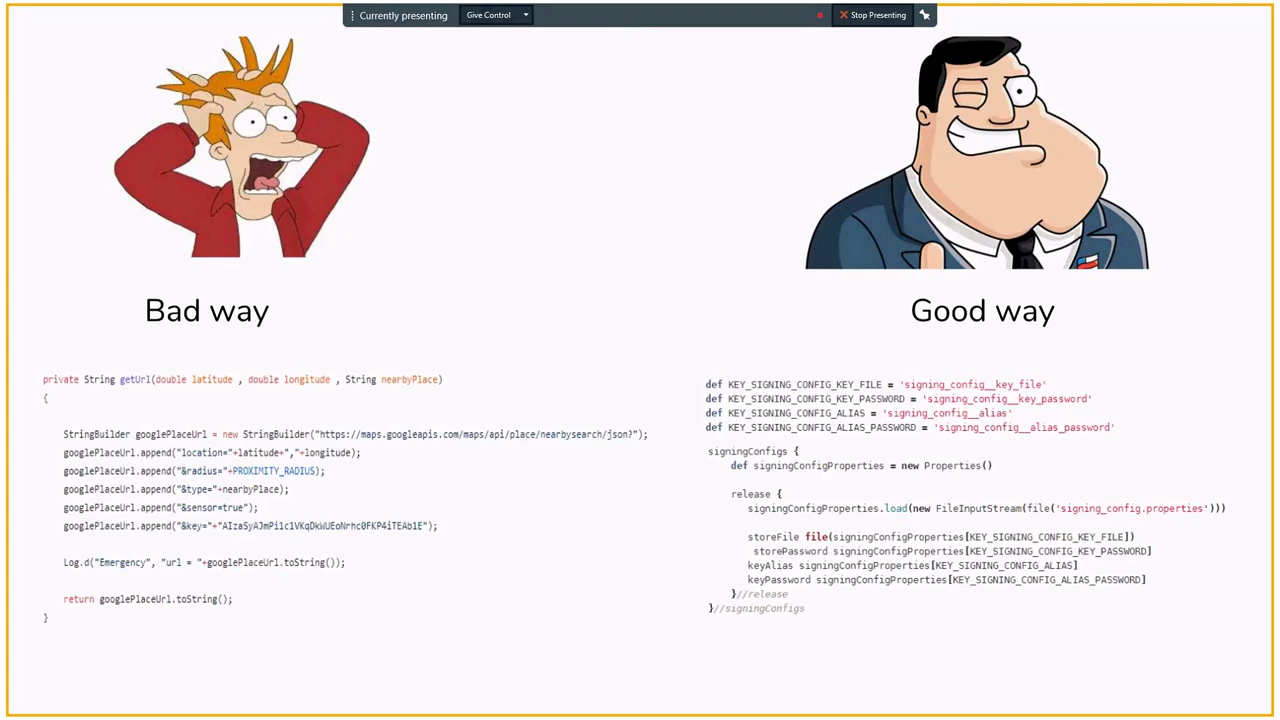 Currently presenting
Give Control
Stop Presenting
Bad way
Good way
private String getUrl(double latitude , double longitude , String nearbyPlace)
{
StringBuilder googlePlaceUrl = new StringBuilder("https://maps.googleapis.com/maps/api/place/nearbysearch/json?");
googlePlaceUrl.append("location="+latitude+","+longitude);
googlePlaceUrl.append("&radius="+PROXIMITY_RADIUS);
googlePlaceUrl.append("&type="+nearbyPlace);
googlePlaceUrl.append("&sensor=true");
googlePlaceUrl.append("&key="+"AIzaSyAJmPi1c1VKqDkWUEoNrhc0FKP4iTEAb1E");
Log.d("Emergency", "url = "+googlePlaceUrl.toString());
return googlePlaceUrl.toString();
}
def KEY_SIGNING_CONFIG_KEY_FILE = 'signing_config__key_file'
def KEY_SIGNING_CONFIG_KEY_PASSWORD = 'signing_config__key_password'
def KEY_SIGNING_CONFIG_ALIAS = 'signing_config__alias'
def KEY_SIGNING_CONFIG_ALIAS_PASSWORD = 'signing_config__alias_password'
signingConfigs {
def signingConfigProperties = new Properties()
release {
signingConfigProperties.load(new FileInputStream(file('signing_config.properties')))
storeFile file(signingConfigProperties[KEY_SIGNING_CONFIG_KEY_FILE])
storePassword signingConfigProperties[KEY_SIGNING_CONFIG_KEY_PASSWORD]
keyAlias signingConfigProperties[KEY_SIGNING_CONFIG_ALIAS]
keyPassword signingConfigProperties[KEY_SIGNING_CONFIG_ALIAS_PASSWORD]
}//release
}//signingConfigs